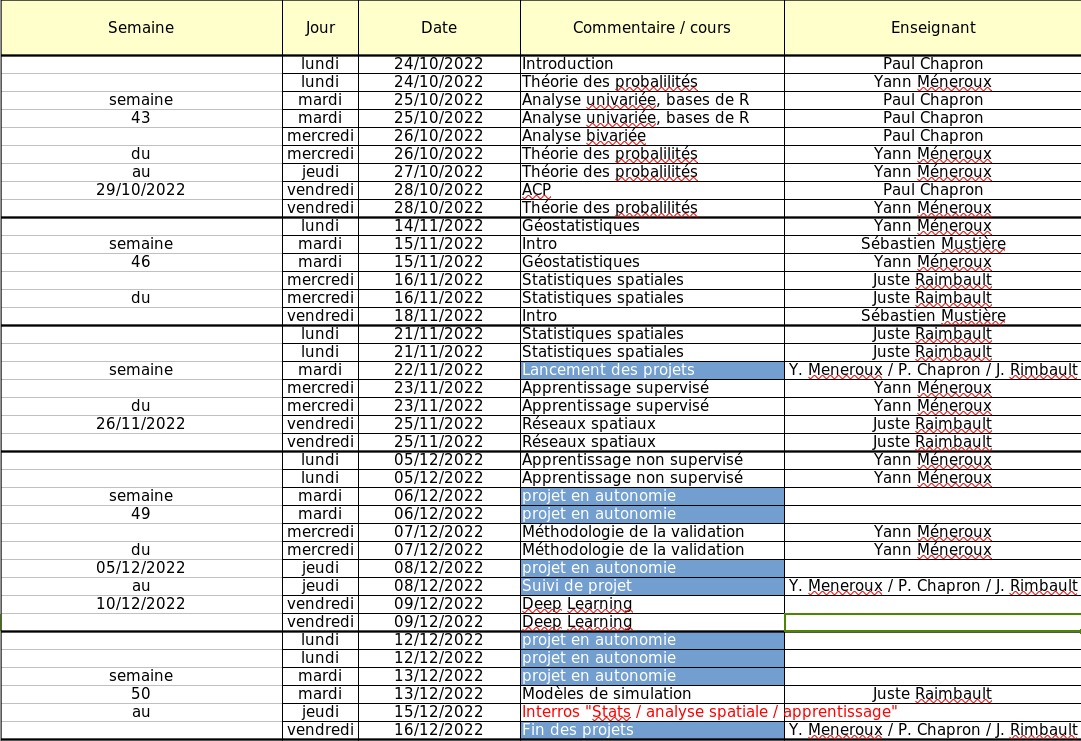 Semaine Jour Date Commentaire / cours Enseignant
lundi 24/10/2022 Introduction Paul Chapron
lundi 24/10/2022 Théorie des probalilités Yann Méneroux
semaine mardi 25/10/2022 Analyse univariée, bases de R Paul Chapron
43 mardi 25/10/2022 Analyse univariée, bases de R Paul Chapron
mercredi 26/10/2022 Analyse bivariée Paul Chapron
du mercredi 26/10/2022 Théorie des probalilités Yann Méneroux
au jeudi 27/10/2022 Théorie des probalilités Yann Méneroux
29/10/2022 vendredi 28/10/2022 ACP Paul Chapron
vendredi 28/10/2022 Théorie des probalilités Yann Méneroux
lundi 14/11/2022 Géostatistiques Yann Méneroux
semaine mardi 15/11/2022 Intro Sébastien Mustière
46 mardi 15/11/2022 Géostatistiques Yann Méneroux
mercredi 16/11/2022 Statistiques spatiales Juste Raimbault
du mercredi 16/11/2022 Statistiques spatiales Juste Raimbault
vendredi 18/11/2022 Intro Sébastien Mustière
lundi 21/11/2022 Statistiques spatiales Juste Raimbault
lundi 21/11/2022 Statistiques spatiales Juste Raimbault
semaine mardi 22/11/2022 Lancement des projets Y. Meneroux / P. Chapron / J. Rimbault
mercredi 23/11/2022 Apprentissage supervisé Yann Méneroux
du mercredi 23/11/2022 Apprentissage supervisé Yann Méneroux
26/11/2022 vendredi 25/11/2022 Réseaux spatiaux Juste Raimbault
vendredi 25/11/2022 Réseaux spatiaux Juste Raimbault
lundi 05/12/2022 Apprentissage non supervisé Yann Méneroux
lundi 05/12/2022 Apprentissage non supervisé Yann Méneroux
semaine mardi 06/12/2022 projet en autonomie
49 mardi 06/12/2022 projet en autonomie
mercredi 07/12/2022 Méthodologie de la validation Yann Méneroux
du mercredi 07/12/2022 Méthodologie de la validation Yann Méneroux
05/12/2022 jeudi 08/12/2022 projet en autonomie
au jeudi 08/12/2022 Suivi de projet Y. Meneroux / P. Chapron / J. Rimbault
10/12/2022 vendredi 09/12/2022 Deep Learning
vendredi 09/12/2022 Deep Learning
lundi 12/12/2022 projet en autonomie
lundi 12/12/2022 projet en autonomie
semaine mardi 13/12/2022 projet en autonomie
50 mardi 13/12/2022 Modèles de simulation Juste Raimbault
au jeudi 15/12/2022 Interros "Stats / analyse spatiale / apprentissage"
vendredi 16/12/2022 Fin des projets Y. Meneroux / P. Chapron / J. Rimbault